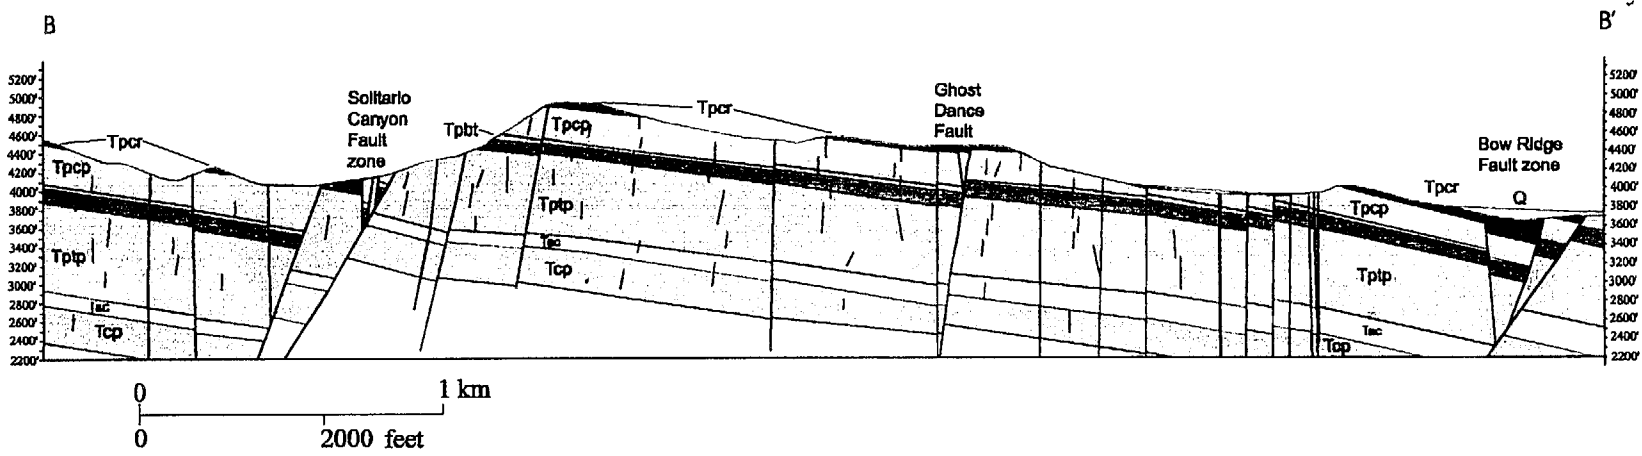 B
B'
5200'
5000'
4800'
4600'
4400'
4200'
4000'
3800'
3600'
3400'
3200'
3000'
2800'
2600'
2400'
2200'
Tpcr
Tpcp
Tptp
Tac
Tcp
Solitario
Canyon
Fault
zone
Tpbt
Tpcp
Tpcr
Tptp
Tac
Tcp
Ghost
Dance
Fault
Bow Ridge
Fault zone
Tpcr
Q
Tpcp
Tptp
Tac
Tcp
5200'
5000'
4800'
4600'
4400'
4200'
4000'
3800'
3600'
3400'
3200'
3000'
2800'
2600'
2400'
2200'
0 1 km
0 2000 feet